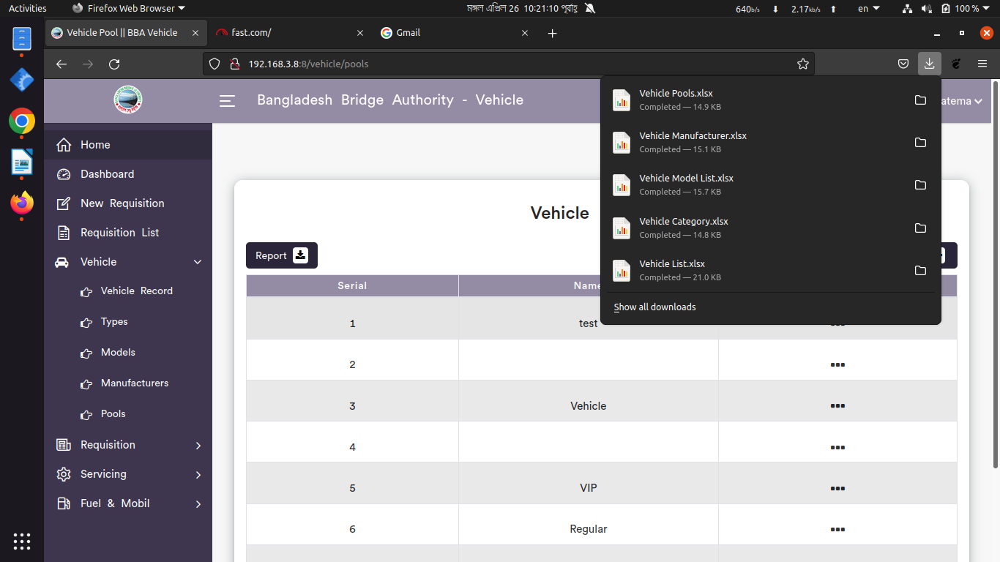 Activities
Firefox Web Browser
মঙ্গল এপ্রিল 26 10:21:10 পূর্বাহ্ণ
640b/s
2.17kb/s
en
100 %
Vehicle Pool || BBA Vehicle
fast.com/
Gmail
192.168.3.8:8/vehicle/pools
Bangladesh Bridge Authority - Vehicle
atema
Home
Dashboard
New Requisition
Requisition List
Vehicle
Vehicle Record
Types
Models
Manufacturers
Pools
Requisition
Servicing
Fuel & Mobil
Vehicle Pools.xlsx
Completed — 14.9 KB
Vehicle Manufacturer.xlsx
Completed — 15.1 KB
Vehicle Model List.xlsx
Completed — 15.7 KB
Vehicle Category.xlsx
Completed — 14.8 KB
Vehicle List.xlsx
Completed — 21.0 KB
Show all downloads
Vehicle
Report
Serial Name
1 test
2
3 Vehicle
4
5 VIP
6 Regular